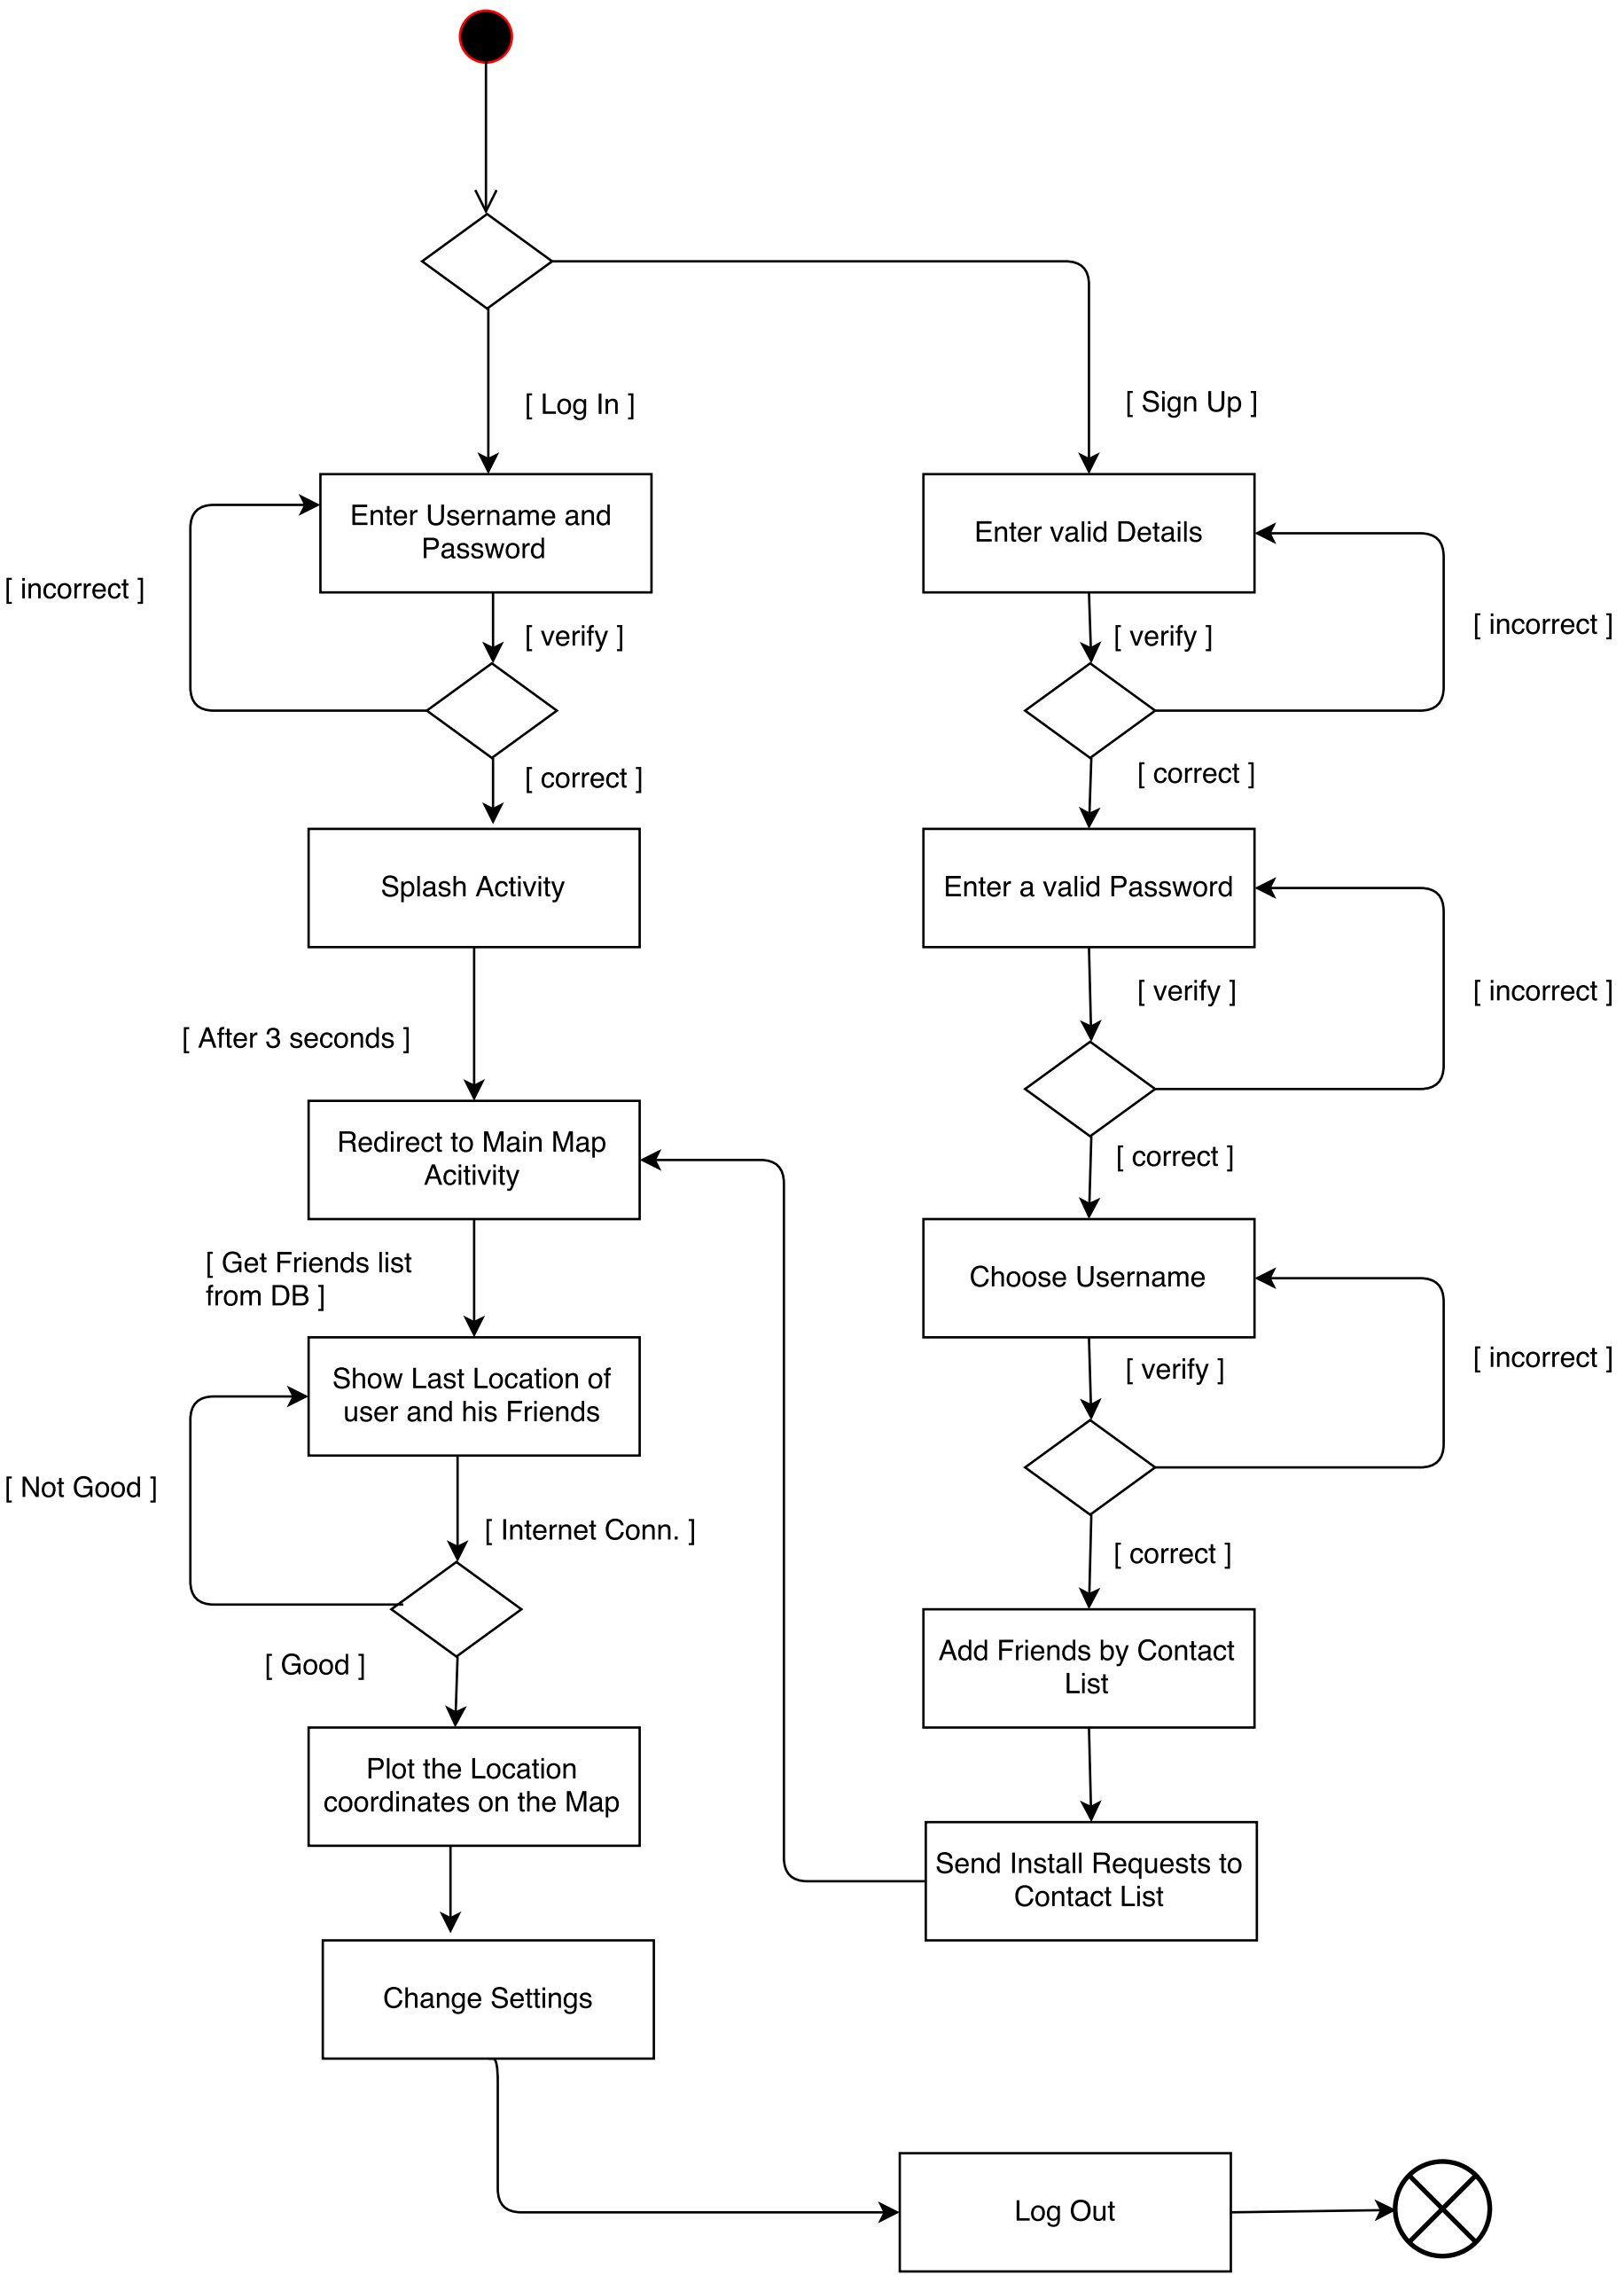 [ Log In ]
[ Sign Up ]
Enter Username and
Password
Enter valid Details
[ incorrect ]
[ verify ]
[ verify ]
[ incorrect ]
[ correct ]
[ correct ]
Splash Activity
Enter a valid Password
[ After 3 seconds ]
[ verify ]
[ incorrect ]
Redirect to Main Map
Acitivity
[ correct ]
[ Get Friends list
from DB ]
Choose Username
Show Last Location of
user and his Friends
[ verify ]
[ incorrect ]
[ Not Good ]
[ Internet Conn. ]
[ correct ]
[ Good ]
Add Friends by Contact
List
Plot the Location
coordinates on the Map
Send Install Requests to
Contact List
Change Settings
Log Out